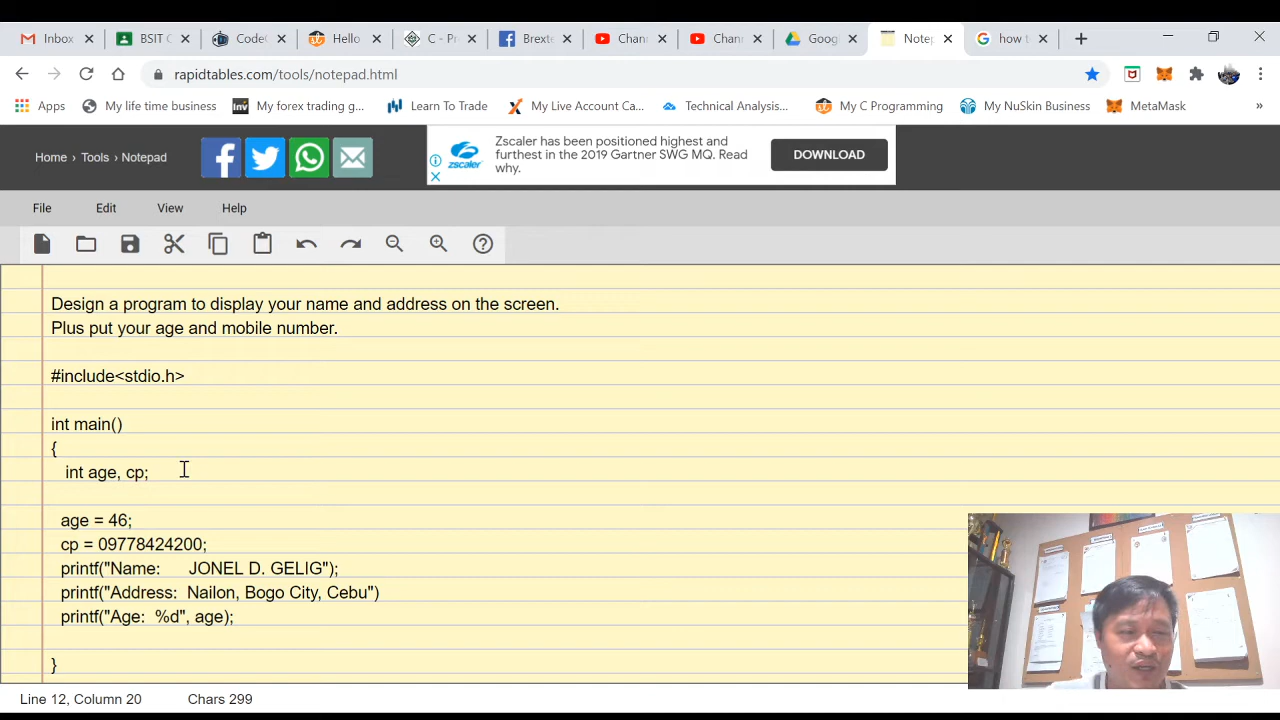 Inbox
BSIT C
Code
Hello
C - Pr
Brexte
Chann
Chann
Goog
Notep
how t
rapidtables.com/tools/notepad.html
Apps
My life time business
My forex trading g...
Learn To Trade
My Live Account Ca...
Technical Analysis...
My C Programming
My NuSkin Business
MetaMask
»
Home › Tools › Notepad
zscaler
Zscaler has been positioned highest and
furthest in the 2019 Gartner SWG MQ. Read
why.
DOWNLOAD
File
Edit
View
Help
Design a program to display your name and address on the screen.
Plus put your age and mobile number.
#include<stdio.h>
int main()
{
int age, cp;
age = 46;
cp = 09778424200;
printf("Name: JONEL D. GELIG");
printf("Address: Nailon, Bogo City, Cebu")
printf("Age: %d", age);
}
Line 12, Column 20
Chars 299